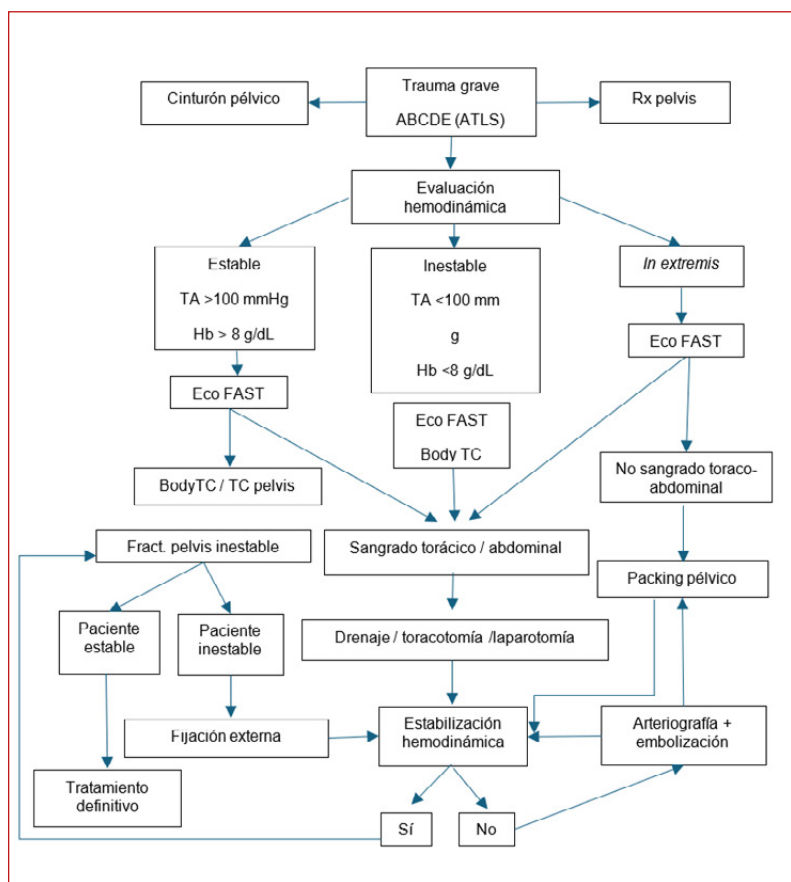 Cinturón pélvico
Trauma grave
ABCDE (ATLS)
Rx pelvis
Evaluación
hemodinámica
Estable
TA >100 mmHg
Hb > 8 g/dL
Inestable
TA <100 mm
g
Hb <8 g/dL
In extremis
Eco FAST
Eco FAST
Eco FAST
Body TC
BodyTC / TC pelvis
No sangrado toraco-
abdominal
Fract. pelvis inestable
Sangrado torácico / abdominal
Packing pélvico
Paciente
estable
Paciente
inestable
Drenaje / toracotomía /laparotomía
Fijación externa
Estabilización
hemodinámica
Arteriografía +
embolización
Tratamiento
definitivo
Sí
No